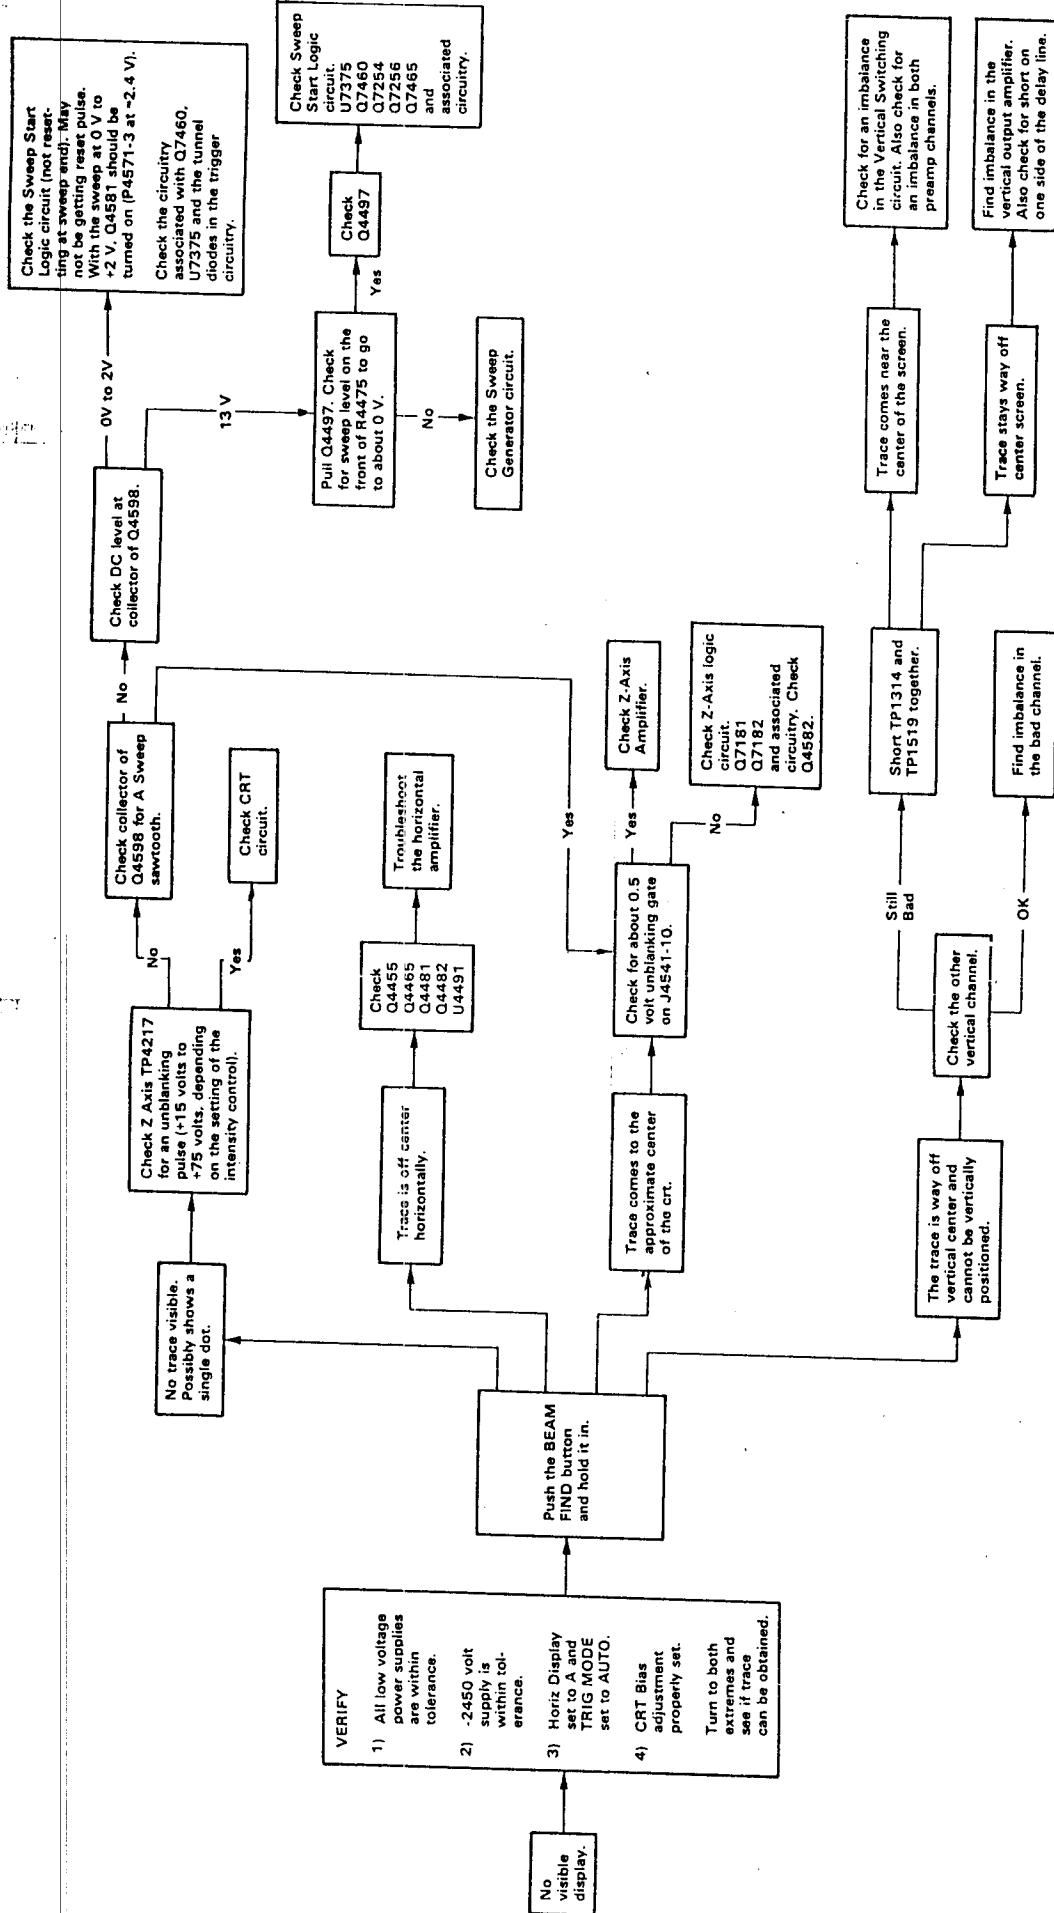 No
visible
display.
VERIFY
1) All low voltage
power supplies
are within
tolerance.
2) -2450 volt
supply is
within tol-
erance.
3) Horiz Display
set to A and
TRIG MODE
set to AUTO.
4) CRT Bias
adjustment
properly set.
Turn to both
extremes and
see if trace
can be obtained.
Push the BEAM
FIND button
and hold it in.
No trace visible.
Possibly shows a
single dot.
Check Z Axis TP4217
for an unblanking
pulse (+15 volts to
+75 volts, depending
on the setting of the
intensity control).
No
Yes
Check collector of
Q4598 for A Sweep
sawtooth.
Check CRT
circuit.
No
Yes
Check DC level at
collector of Q4598.
0V to 2V
13 V
Check the Sweep Start
Logic circuit (not reset-
ting at sweep end). May
not be getting reset pulse.
With the sweep at 0 V to
+2 V, Q4581 should be
turned on (P4571-3 at ≈2.4 V).
Check the circuitry
associated with Q7460,
U7375 and the tunnel
diodes in the trigger
circuitry.
Pull Q4497. Check
for sweep level on the
front of R4475 to go
to about 0 V.
Yes
No
Check
Q4497
Check Sweep
Start Logic
circuit.
U7375
Q7460
Q7254
Q7256
Q7465
and
associated
circuitry.
Check the Sweep
Generator circuit.
Trace is off center
horizontally.
Check
Q4455
Q4465
Q4481
Q4482
U4491
Troubleshoot
the horizontal
amplifier.
Trace comes to the
approximate center
of the crt.
Check for about 0.5
volt unblanking gate
on J4541-10.
Yes
No
Check Z-Axis
Amplifier.
Check Z-Axis logic
circuit.
Q7181
Q7182
and associated
circuitry. Check
Q4582.
The trace is way off
vertical center and
cannot be vertically
positioned.
Check the other
vertical channel.
Still
Bad
OK
Short TP1314 and
TP1519 together.
Find imbalance in
the bad channel.
Trace comes near the
center of the screen.
Trace stays way off
center screen.
Check for an imbalance
in the Vertical Switching
circuit. Also check for
an imbalance in both
preamp channels.
Find imbalance in the
vertical output amplifier.
Also check for short on
one side of the delay line.